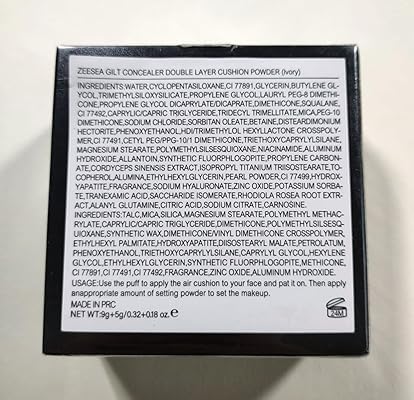 ZEESEA GILT CONCEALER DOUBLE LAYER CUSHION POWDER (ivory)
INGREDIENTS:WATER,CYCLOPENTASILOXANE,CI 77891,GLYCERIN,BUTYLENE GLY-
COL,TRIMETHYLSILOXYSILICATE,PROPYLENE GLYCOL,LAURYL PEG-8 DIMETHI-
CONE,PROPYLENE GLYCOL DICAPRYLATE/DICAPRATE,DIMETHICONE,SQUALANE,
CI 77492,CAPRYLIC/CAPRIC TRIGLYCERIDE,TRIDECYL TRIMELLITATE,MICA,PEG-10
DIMETHICONE,SODIUM CHLORIDE,SORBITAN OLEATE,BETAINE,DISTEARDIMONIUM
HECTORITE,PHENOXYETHANOL,HDI/TRIMETHYLOL HEXYLLACTONE CROSSPOLY-
MER,CI 77491,CETYL PEG/PPG-10/1 DIMETHICONE,TRIETHOXYCAPRYLYLSILANE,
MAGNESIUM STEARATE,POLYMETHYLSILSESQUIOXANE,NIACINAMIDE,ALUMINUM
HYDROXIDE,ALLANTOIN,SYNTHETIC FLUORPHLOGOPITE,PROPYLENE CARBON-
ATE,CORDYCEPS SINENSIS EXTRACT,ISOPROPYL TITANIUM TRIISOSTEARATE,TO-
COPHEROL,ALUMINA,ETHYLHEXYLGLYCERIN,PEARL POWDER,CI 77499,HYDROX-
YAPATITE,FRAGRANCE,SODIUM HYALURONATE,ZINC OXIDE,POTASSIUM SORBA-
TE,TRANEXAMIC ACID,SACCHARIDE ISOMERATE,RHODIOLA ROSEA ROOT EXTR-
ACT,ALANYL GLUTAMINE,CITRIC ACID,SODIUM CITRATE,CARNOSINE.
INGREDIENTS:TALC,MICA,SILICA,MAGNESIUM STEARATE,POLYMETHYL METHAC-
RYLATE,CAPRYLIC/CAPRIC TRIGLYCERIDE,DIMETHICONE,POLYMETHYLSILSES-
QUIOXANE,SYNTHETIC WAX,DIMETHICONE/VINYL DIMETHICONE CROSSPOLYMER,
ETHYLHEXYL PALMITATE,HYDROXYAPATITE,DIISOSTEARYL MALATE,PETROLATUM,
PHENOXYETHANOL,TRIETHOXYCAPRYLYLSILANE,CAPRYLYL GLYCOL,HEXYLENE
GLYCOL,ETHYLHEXYLGLYCERIN,SYNTHETIC FLUORPHLOGOPITE,METHICONE,
CI 77891,CI 77491,CI 77492,FRAGRANCE,ZINC OXIDE,ALUMINUM HYDROXIDE.
USAGE:Use the puff to apply the air cushion to your face and pat it on. Then apply
anappropriate amount of setting powder to set the makeup.
MADE IN PRC
NET WT:9g+5g/0.32+0.18 oz.℮
24M